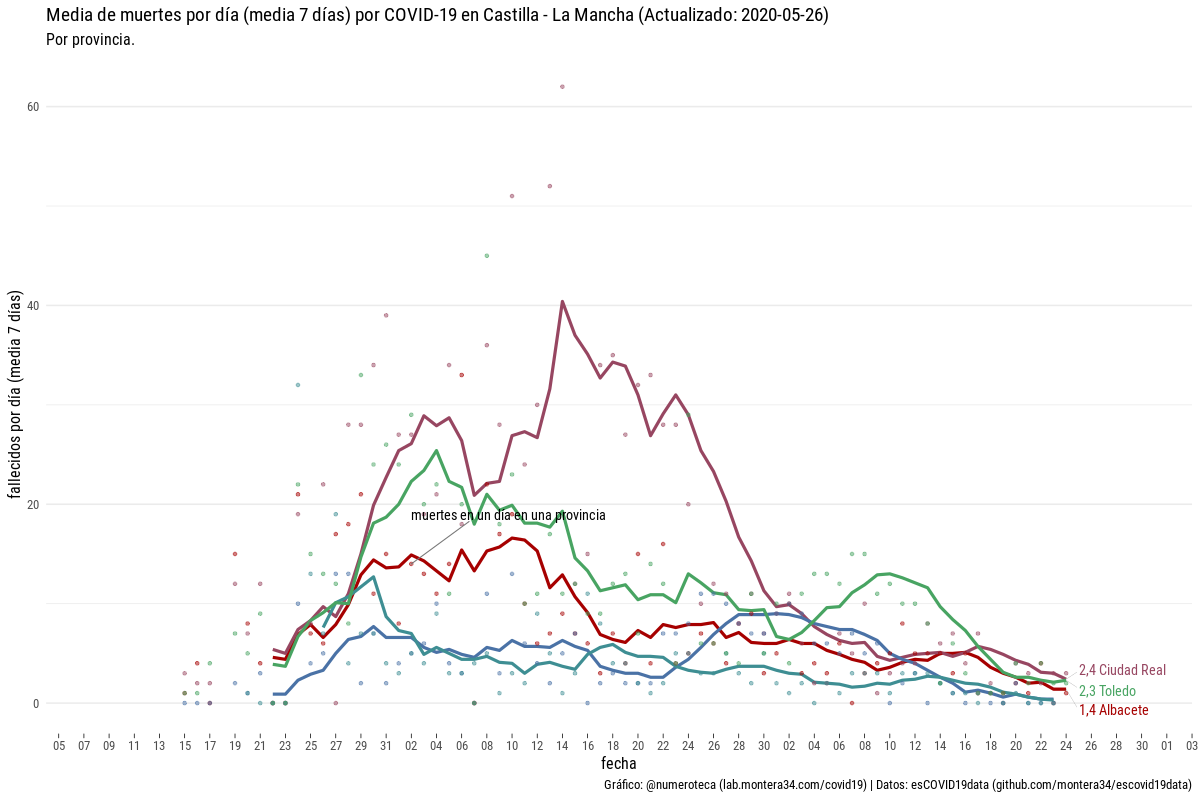 Media de muertes por día (media 7 días) por COVID-19 en Castilla - La Mancha (Actualizado: 2020-05-26)
Por provincia.
fallecidos por día (media 7 días)
60
40
20
0
muertes en un día en una provincia
2,4 Ciudad Real
2,3 Toledo
1,4 Albacete
05 07 09 11 13 15 17 19 21 23 25 27 29 31 02 04 06 08 10 12 14 16 18 20 22 24 26 28 30 02 04 06 08 10 12 14 16 18 20 22 24 26 28 30 01 03
fecha
Gráfico: @numeroteca (lab.montera34.com/covid19) | Datos: esCOVID19data (github.com/montera34/escovid19data)